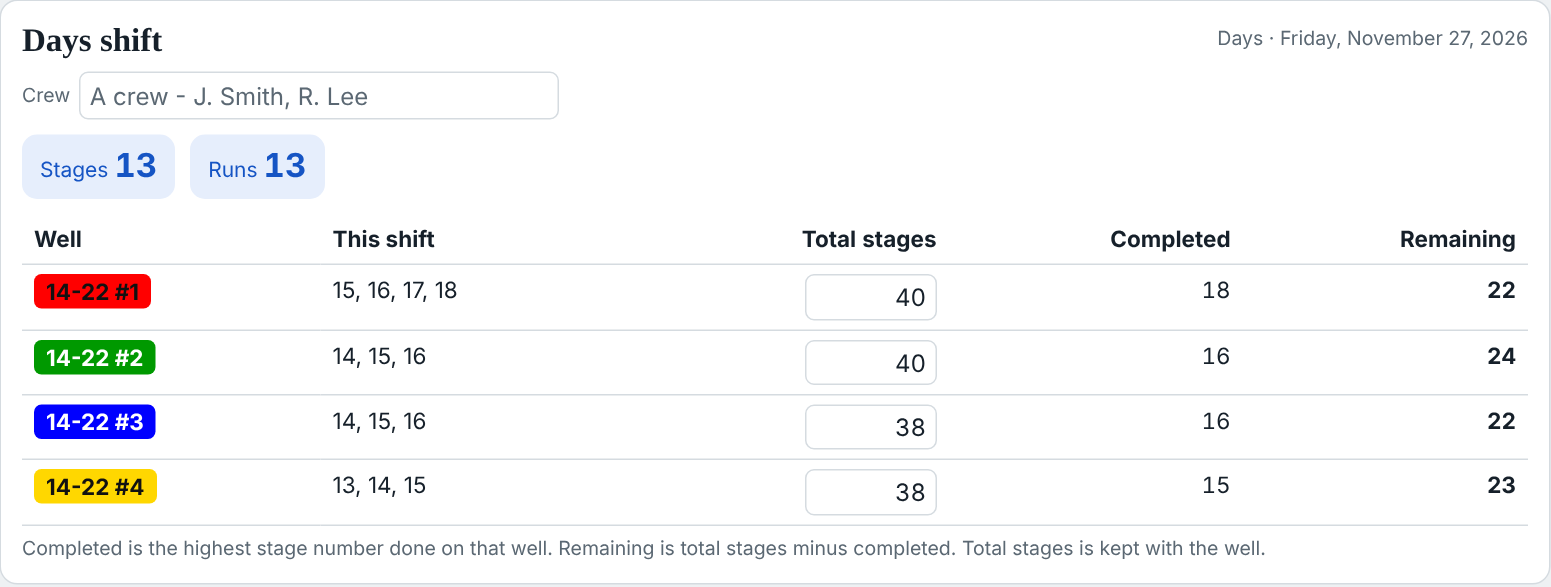 Days shift
Days · Friday, November 27, 2026
Crew A crew - J. Smith, R. Lee
Stages 13 Runs 13
Well This shift Total stages Completed Remaining
14-22 #1 15, 16, 17, 18 40 18 22
14-22 #2 14, 15, 16 40 16 24
14-22 #3 14, 15, 16 38 16 22
14-22 #4 13, 14, 15 38 15 23
Completed is the highest stage number done on that well. Remaining is total stages minus completed. Total stages is kept with the well.